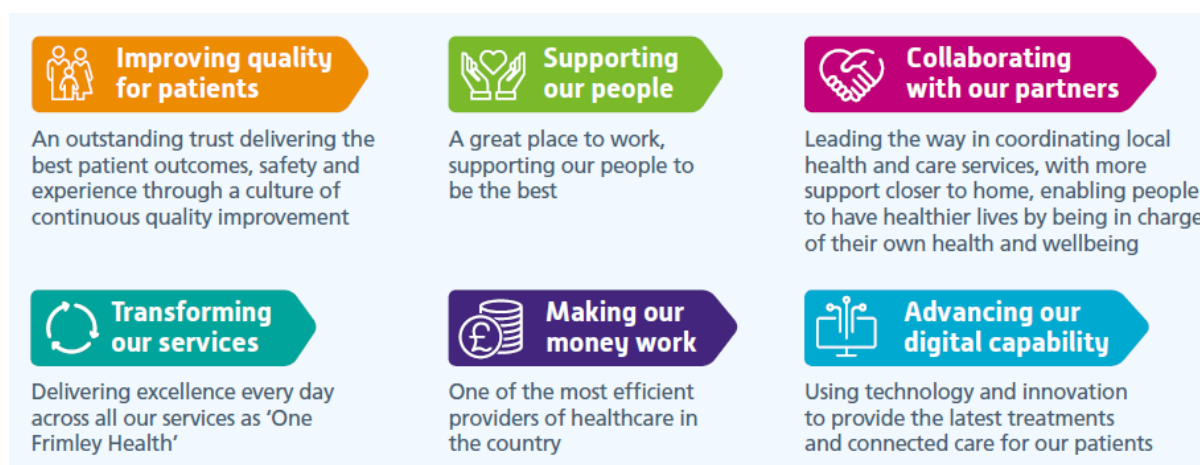 Improving quality
for patients
An outstanding trust delivering the
best patient outcomes, safety and
experience through a culture of
continuous quality improvement
Supporting
our people
A great place to work,
supporting our people to
be the best
Collaborating
with our partners
Leading the way in coordinating local
health and care services, with more
support closer to home, enabling people
to have healthier lives by being in charge
of their own health and wellbeing
Transforming
our services
Delivering excellence every day
across all our services as ‘One
Frimley Health’
£
Making our
money work
One of the most efficient
providers of healthcare in
the country
Advancing our
digital capability
Using technology and innovation
to provide the latest treatments
and connected care for our patients